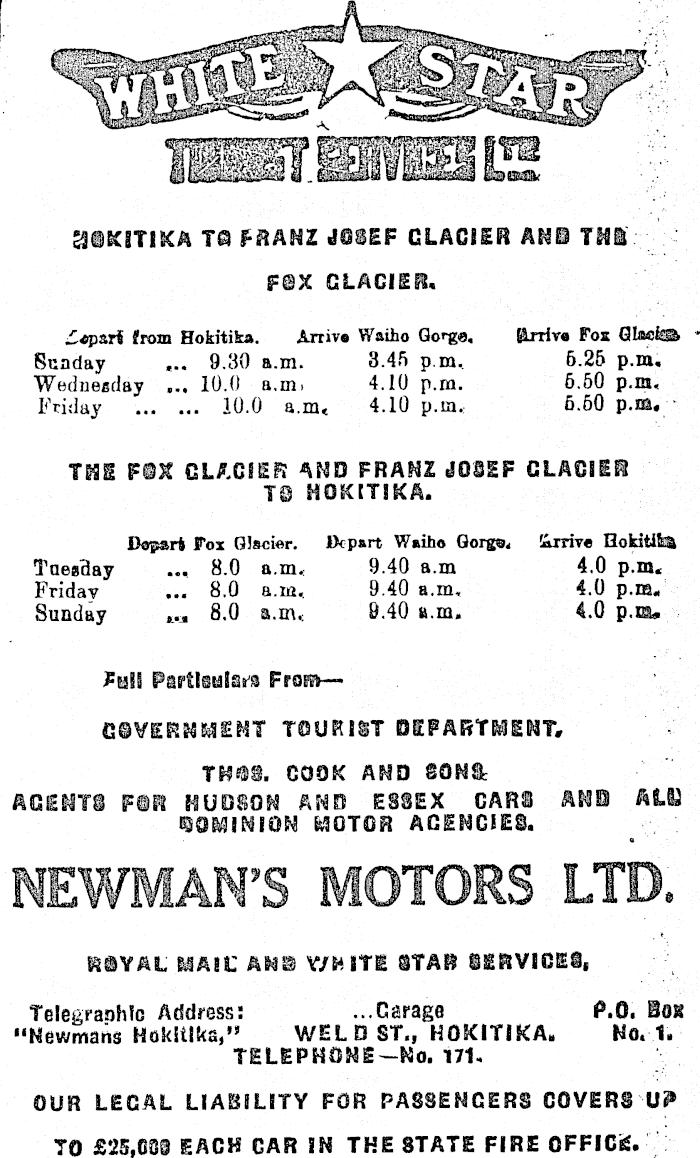 WHITE STAR
HOKITIKA TO FRANZ JOSEF GLACIER AND THE
FOX GLACIER.
Depart from Hokitika. Arrive Waiho Gorge. Arrive Fox Glacier
Sunday ... 9.30 a.m. 3.45 p.m. 5.25 p.m.
Wednesday ... 10.0 a.m. 4.10 p.m. 5.50 p.m.
Friday ... ... 10.0 a.m. 4.10 p.m. 5.50 p.m.
THE FOX GLACIER AND FRANZ JOSEF GLACIER
TO HOKITIKA.
Depart Fox Glacier. Depart Waiho Gorge. Arrive Hokitika
Tuesday ... 8.0 a.m. 9.40 a.m 4.0 p.m.
Friday ... 8.0 a.m. 9.40 a.m. 4.0 p.m.
Sunday ... 8.0 a.m. 9.40 a.m. 4.0 p.m.
Full Particulars From—
GOVERNMENT TOURIST DEPARTMENT.
THOS. COOK AND SONS
AGENTS FOR HUDSON AND ESSEX CARS AND ALL
DOMINION MOTOR AGENCIES.
NEWMAN'S MOTORS LTD.
ROYAL MAIL AND WHITE STAR SERVICES,
Telegraphic Address: ...Garage P.O. Box
"Newmans Hokitika," WELD ST., HOKITIKA. No. 1.
TELEPHONE—No. 171.
OUR LEGAL LIABILITY FOR PASSENGERS COVERS UP
TO £25,000 EACH CAR IN THE STATE FIRE OFFICE.